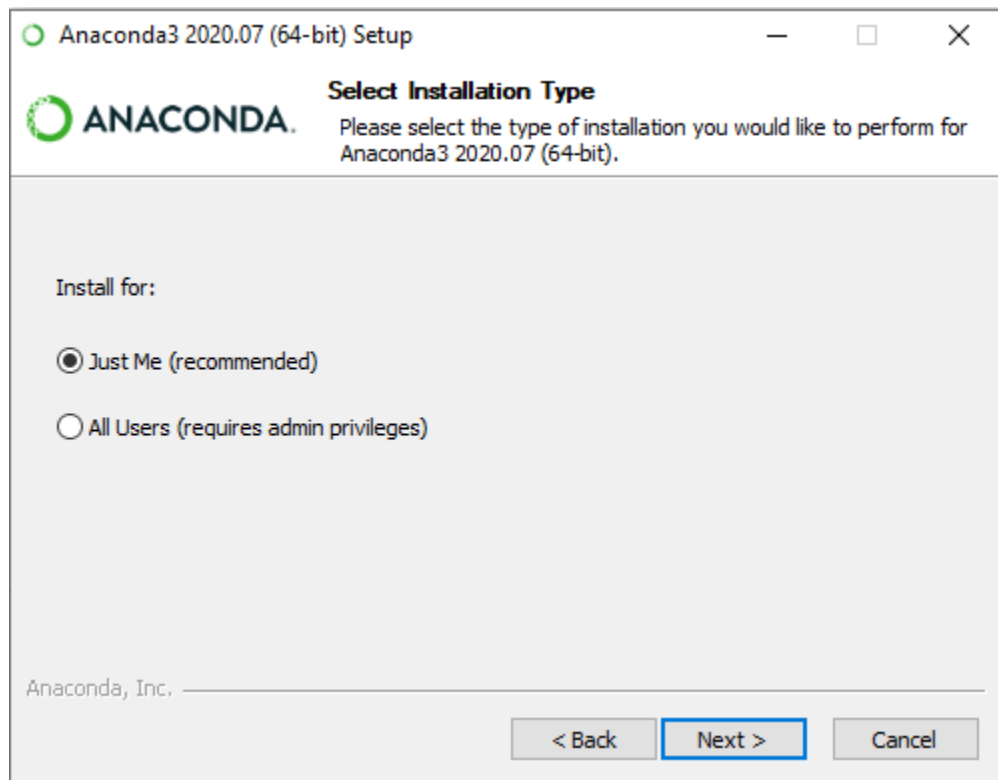 Anaconda3 2020.07 (64-bit) Setup
ANACONDA.
Select Installation Type
Please select the type of installation you would like to perform for
Anaconda3 2020.07 (64-bit).
Install for:
Just Me (recommended)
All Users (requires admin privileges)
Anaconda, Inc.
< Back Next > Cancel